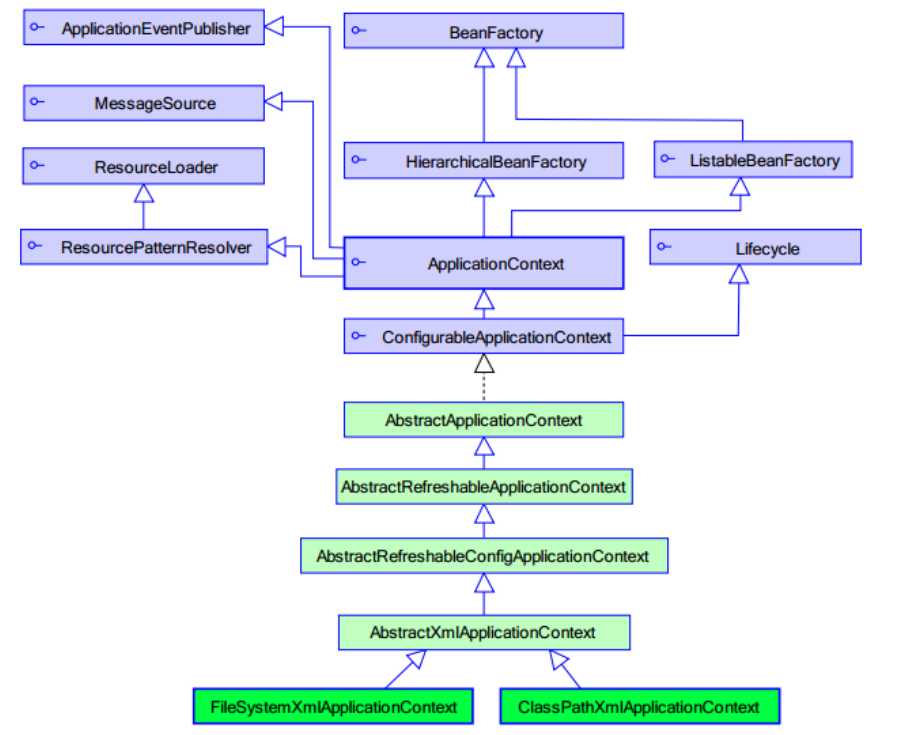 ApplicationEventPublisher
BeanFactory
MessageSource
ResourceLoader
HierarchicalBeanFactory
ListableBeanFactory
ResourcePatternResolver
ApplicationContext
Lifecycle
ConfigurableApplicationContext
AbstractApplicationContext
AbstractRefreshableApplicationContext
AbstractRefreshableConfigApplicationContext
AbstractXmlApplicationContext
FileSystemXmlApplicationContext
ClassPathXmlApplicationContext